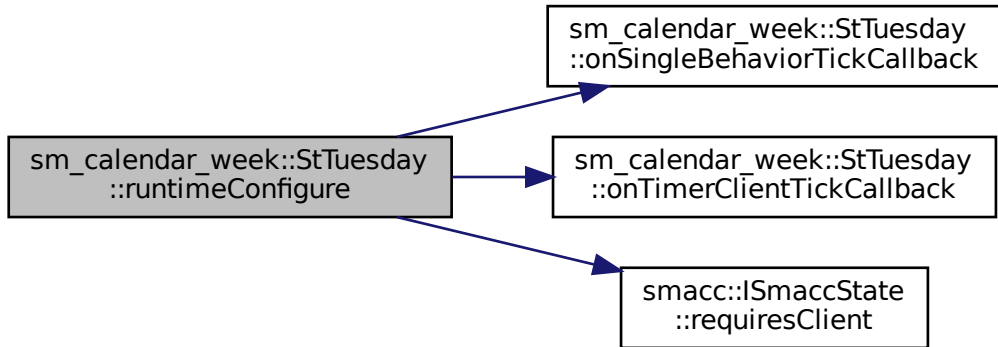 sm_calendar_week::StTuesday
::onSingleBehaviorTickCallback
sm_calendar_week::StTuesday
::runtimeConfigure
sm_calendar_week::StTuesday
::onTimerClientTickCallback
smacc::ISmaccState
::requiresClient